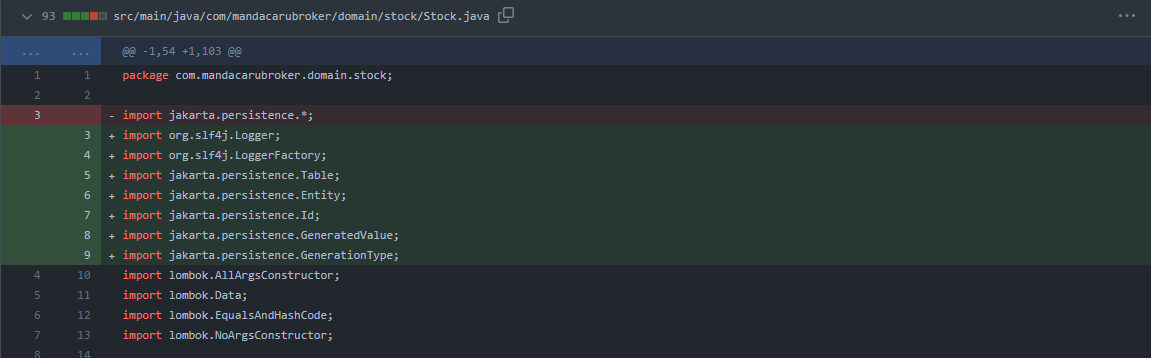 93 src/main/java/com/mandacarubroker/domain/stock/Stock.java ...
... ... @@ -1,54 +1,103 @@
1 1 package com.mandacarubroker.domain.stock;
2 2
3 - import jakarta.persistence.*;
3 + import org.slf4j.Logger;
4 + import org.slf4j.LoggerFactory;
5 + import jakarta.persistence.Table;
6 + import jakarta.persistence.Entity;
7 + import jakarta.persistence.Id;
8 + import jakarta.persistence.GeneratedValue;
9 + import jakarta.persistence.GenerationType;
4 10 import lombok.AllArgsConstructor;
5 11 import lombok.Data;
6 12 import lombok.EqualsAndHashCode;
7 13 import lombok.NoArgsConstructor;
8 14